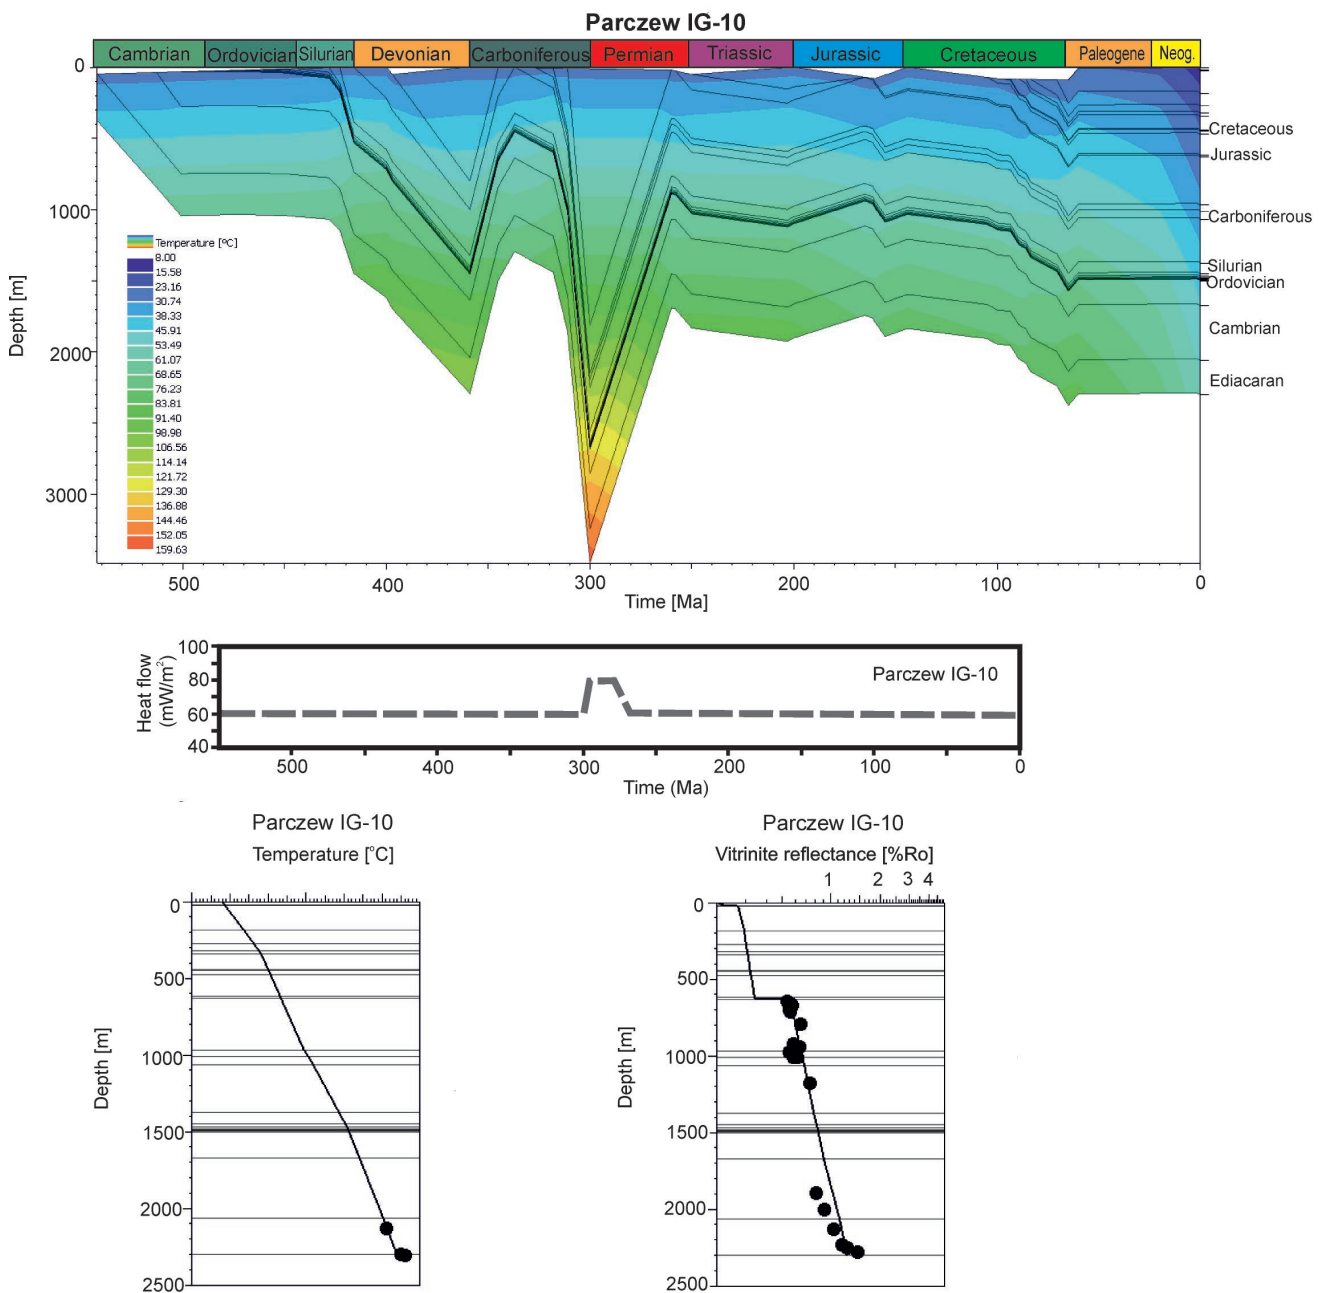 Parczew IG-10
Cambrian Ordovician Silurian Devonian Carboniferous Permian Triassic Jurassic Cretaceous Paleogene Neog.
0
1000
2000
3000
Depth [m]
Temperature [ºC]
8.00
15.58
23.16
30.74
38.33
45.91
53.49
61.07
68.65
76.23
83.81
91.40
98.98
106.56
114.14
121.72
129.30
136.88
144.46
152.05
159.63
Cretaceous
Jurassic
Carboniferous
Silurian
Ordovician
Cambrian
Ediacaran
500 400 300 200 100 0
Time [Ma]
Heat flow
(mW/m²)
100
80
60
40
Parczew IG-10
500 400 300 200 100 0
Time (Ma)
Parczew IG-10
Temperature [°C]
0
500
1000
1500
2000
2500
Depth [m]
Parczew IG-10
Vitrinite reflectance [%Ro]
1 2 3 4
0
500
1000
1500
2000
2500
Depth [m]